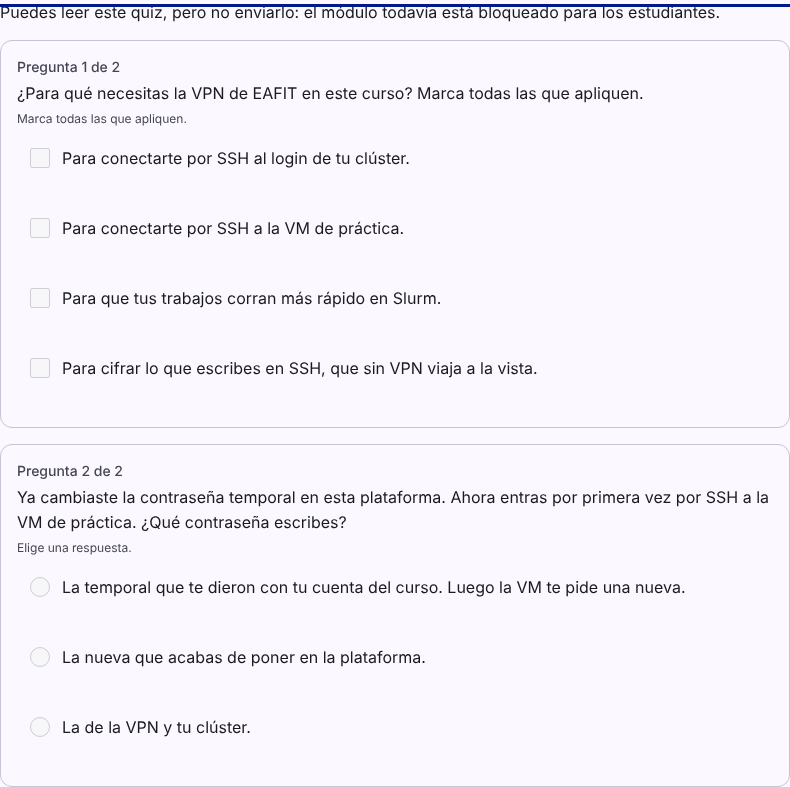 Puedes leer este quiz, pero no enviarlo: el módulo todavía está bloqueado para los estudiantes.
Pregunta 1 de 2
¿Para qué necesitas la VPN de EAFIT en este curso? Marca todas las que apliquen.
Marca todas las que apliquen.
Para conectarte por SSH al login de tu clúster.
Para conectarte por SSH a la VM de práctica.
Para que tus trabajos corran más rápido en Slurm.
Para cifrar lo que escribes en SSH, que sin VPN viaja a la vista.
Pregunta 2 de 2
Ya cambiaste la contraseña temporal en esta plataforma. Ahora entras por primera vez por SSH a la
VM de práctica. ¿Qué contraseña escribes?
Elige una respuesta.
La temporal que te dieron con tu cuenta del curso. Luego la VM te pide una nueva.
La nueva que acabas de poner en la plataforma.
La de la VPN y tu clúster.